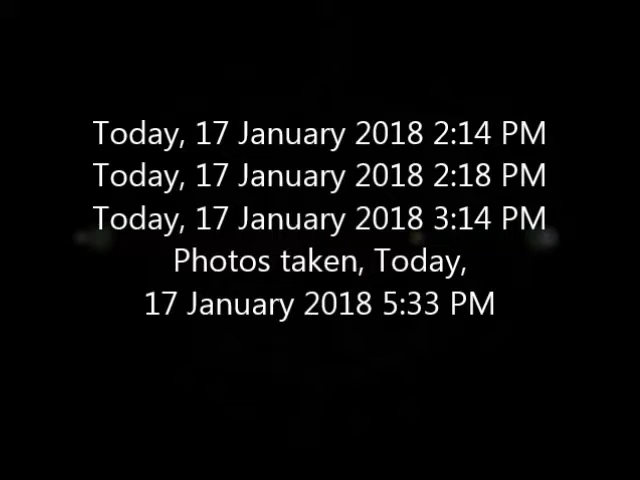 Today, 17 January 2018 2:14 PM
Today, 17 January 2018 2:18 PM
Today, 17 January 2018 3:14 PM
Photos taken, Today,
17 January 2018 5:33 PM